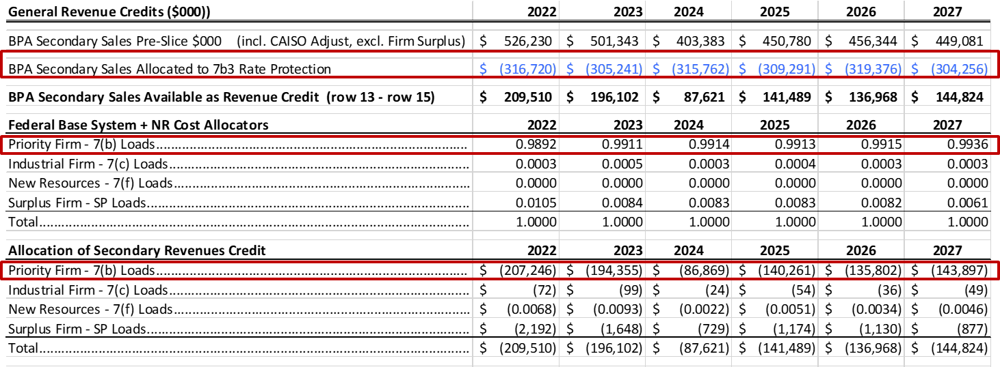 General Revenue Credits ($000)) 2022 2023 2024 2025 2026 2027
BPA Secondary Sales Pre-Slice $000 (incl. CAISO Adjust, excl. Firm Surplus) $ 526,230 $ 501,343 $ 403,383 $ 450,780 $ 456,344 $ 449,081
BPA Secondary Sales Allocated to 7b3 Rate Protection $ (316,720) $ (305,241) $ (315,762) $ (309,291) $ (319,376) $ (304,256)
BPA Secondary Sales Available as Revenue Credit (row 13 - row 15) $ 209,510 $ 196,102 $ 87,621 $ 141,489 $ 136,968 $ 144,824
Federal Base System + NR Cost Allocators 2022 2023 2024 2025 2026 2027
Priority Firm - 7(b) Loads 0.9892 0.9911 0.9914 0.9913 0.9915 0.9936
Industrial Firm - 7(c) Loads 0.0003 0.0005 0.0003 0.0004 0.0003 0.0003
New Resources - 7(f) Loads 0.0000 0.0000 0.0000 0.0000 0.0000 0.0000
Surplus Firm - SP Loads 0.0105 0.0084 0.0083 0.0083 0.0082 0.0061
Total 1.0000 1.0000 1.0000 1.0000 1.0000 1.0000
Allocation of Secondary Revenues Credit 2022 2023 2024 2025 2026 2027
Priority Firm - 7(b) Loads $ (207,246) $ (194,355) $ (86,869) $ (140,261) $ (135,802) $ (143,897)
Industrial Firm - 7(c) Loads $ (72) $ (99) $ (24) $ (54) $ (36) $ (49)
New Resources - 7(f) Loads $ (0.0068) $ (0.0093) $ (0.0022) $ (0.0051) $ (0.0034) $ (0.0046)
Surplus Firm - SP Loads $ (2,192) $ (1,648) $ (729) $ (1,174) $ (1,130) $ (877)
Total $ (209,510) $ (196,102) $ (87,621) $ (141,489) $ (136,968) $ (144,824)